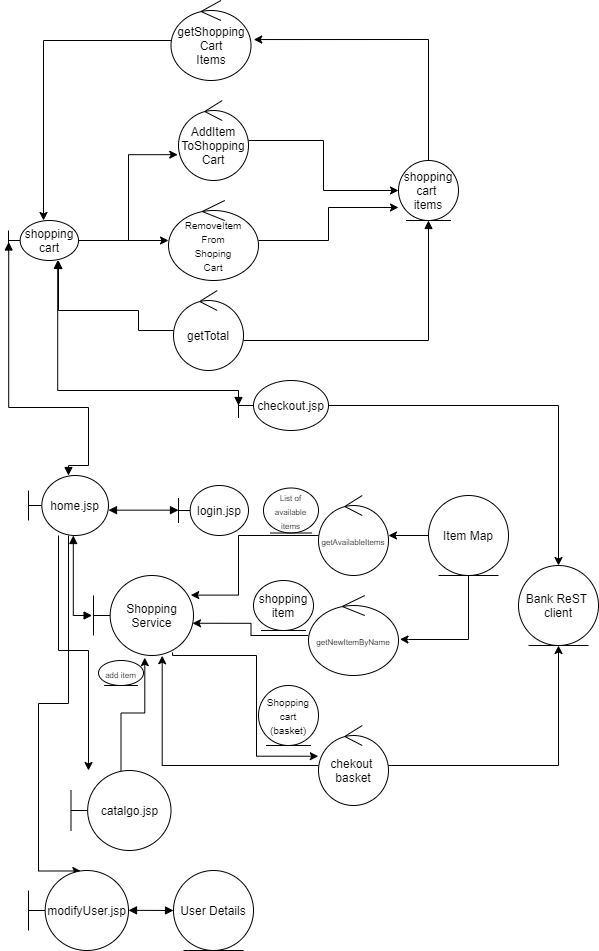 getShopping
Cart
Items
AddItem
ToShopping
Cart
shopping
cart
items
RemoveItem
From
Shoping
Cart
shopping
cart
getTotal
checkout.jsp
home.jsp
login.jsp
List of
available
items
getAvailableItems
Item Map
Shopping
Service
shopping
item
getNewItemByName
Bank ReST
client
add item
Shopping
cart
(basket)
chekout
basket
catalgo.jsp
modifyUser.jsp
User Details